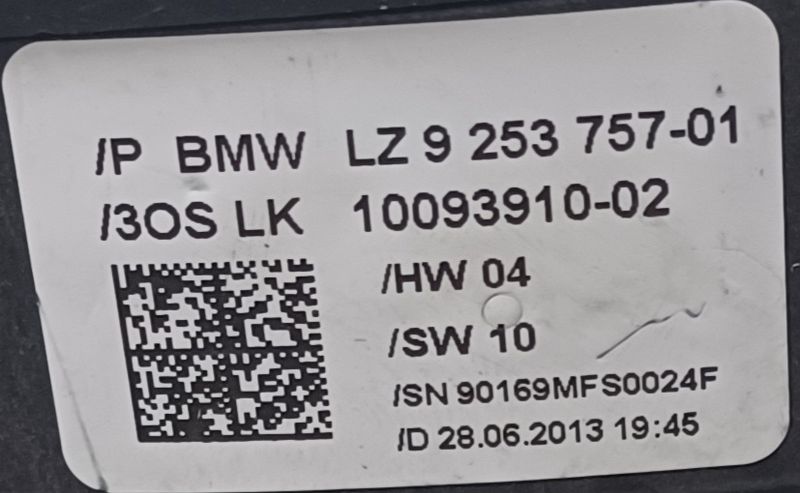 /P BMW LZ 9 253 757-01
/3OS LK 10093910-02
/HW 04
/SW 10
/SN 90169MFS0024F
/D 28.06.2013 19:45